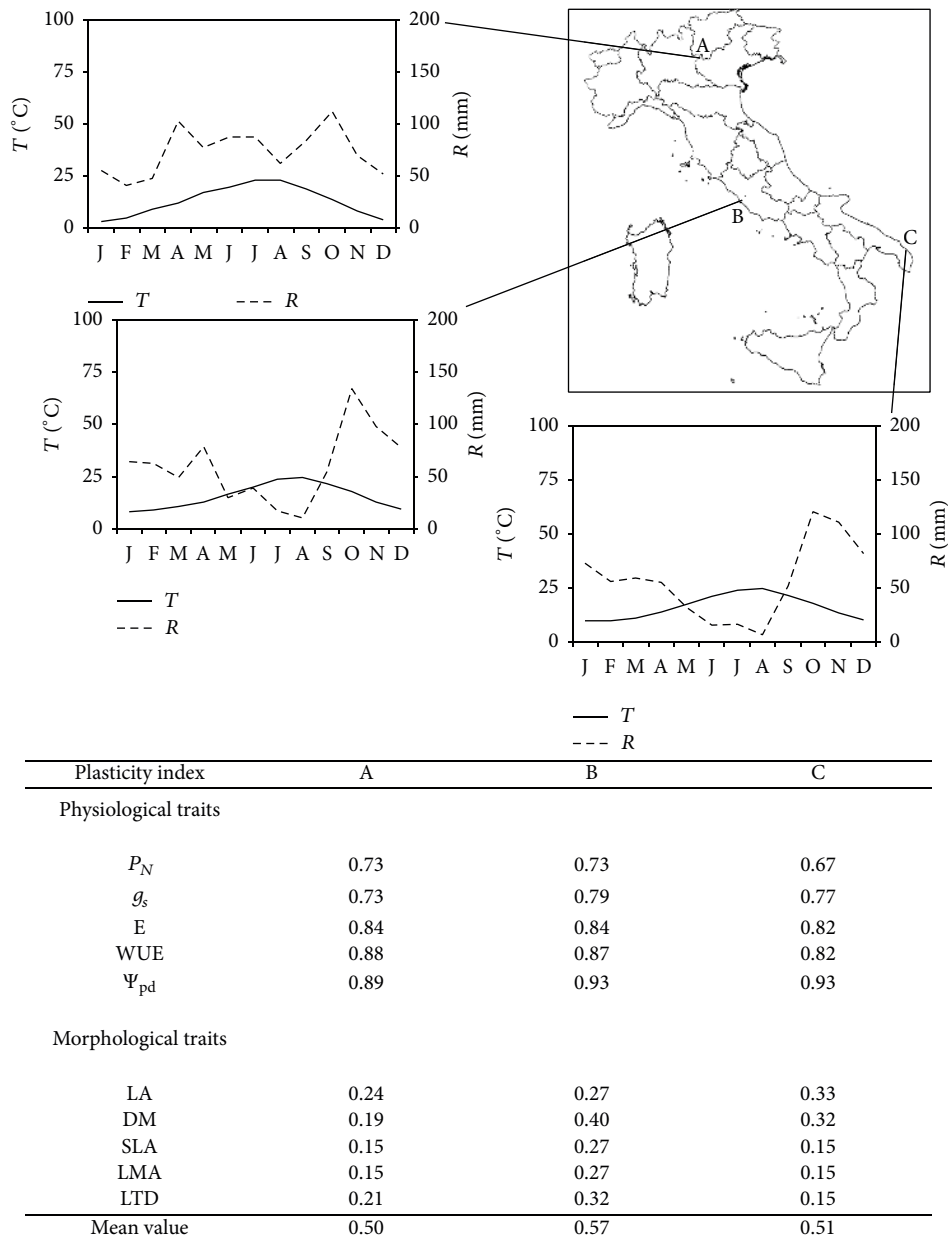 100
75
50
25
0
T (°C)
200
150
100
50
0
R (mm)
J F M A M J J A S O N D
T
R
A
B
C
100
75
50
25
0
T (°C)
200
150
100
50
0
R (mm)
J F M A M J J A S O N D
T
R
100
75
50
25
0
T (°C)
200
150
100
50
0
R (mm)
J F M A M J J A S O N D
T
R
Plasticity index A B C
Physiological traits
P_N 0.73 0.73 0.67
g_s 0.73 0.79 0.77
E 0.84 0.84 0.82
WUE 0.88 0.87 0.82
Ψ_pd 0.89 0.93 0.93
Morphological traits
LA 0.24 0.27 0.33
DM 0.19 0.40 0.32
SLA 0.15 0.27 0.15
LMA 0.15 0.27 0.15
LTD 0.21 0.32 0.15
Mean value 0.50 0.57 0.51